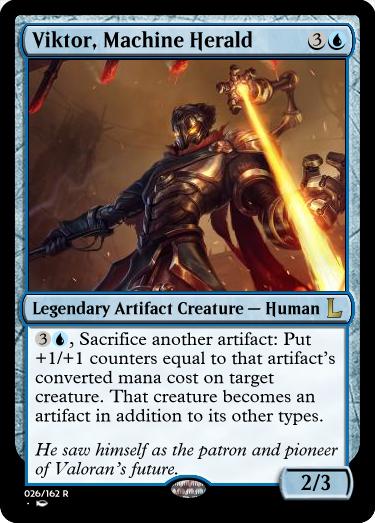 Viktor, Machine Herald 3
Legendary Artifact Creature — Human L
3, Sacrifice another artifact: Put
+1/+1 counters equal to that artifact's
converted mana cost on target
creature. That creature becomes an
artifact in addition to its other types.
He saw himself as the patron and pioneer
of Valoran's future.
026/162 R
2/3